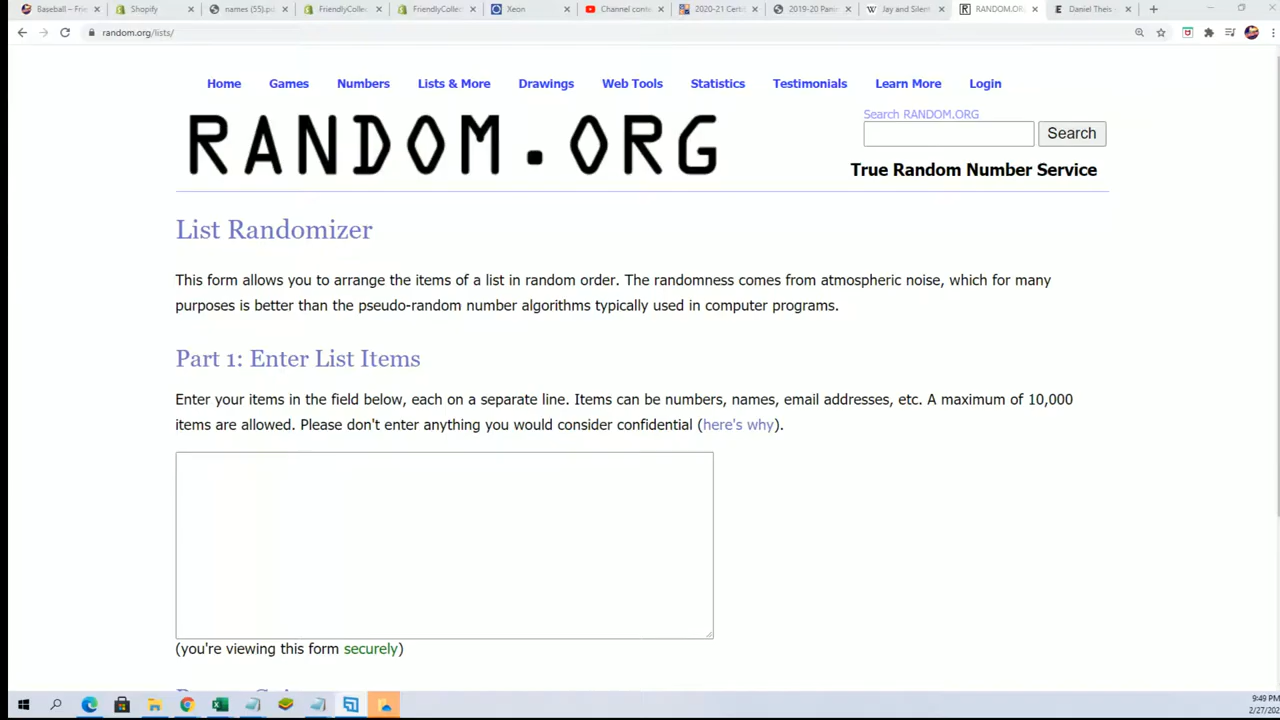 Baseball – Frie
Shopify
names (55).pd
FriendlyCollec
FriendlyCollec
Xeon
Channel conte
2020-21 Certi
2019-20 Pani
Jay and Silent
RANDOM.OR
Daniel Theis
random.org/lists/
Home Games Numbers Lists & More Drawings Web Tools Statistics Testimonials Learn More Login
RANDOM.ORG
Search RANDOM.ORG
Search
True Random Number Service
List Randomizer
This form allows you to arrange the items of a list in random order. The randomness comes from atmospheric noise, which for many
purposes is better than the pseudo-random number algorithms typically used in computer programs.
Part 1: Enter List Items
Enter your items in the field below, each on a separate line. Items can be numbers, names, email addresses, etc. A maximum of 10,000
items are allowed. Please don't enter anything you would consider confidential (here's why).
(you're viewing this form securely)
9:49 PM
2/27/202